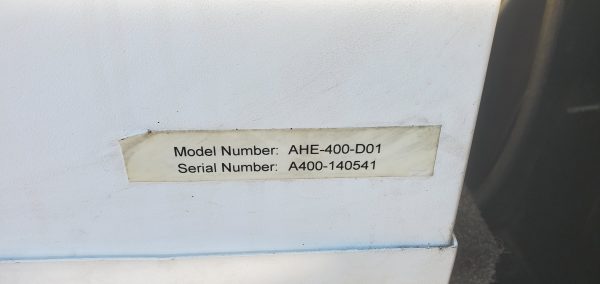 Model Number: AHE-400-D01
Serial Number: A400-140541